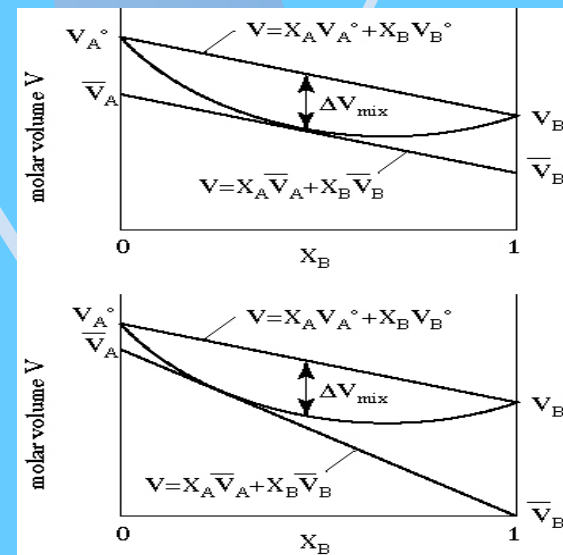 V_A° V=X_A V_A°+X_B V_B°
V̅_A
ΔV_mix
V_B
V̅_B
V=X_A V̅_A+X_B V̅_B
molar volume V
0 X_B 1
V_A° V=X_A V_A°+X_B V_B°
V̅_A
ΔV_mix
V_B
V=X_A V̅_A+X_B V̅_B
V̅_B
molar volume V
0 X_B 1